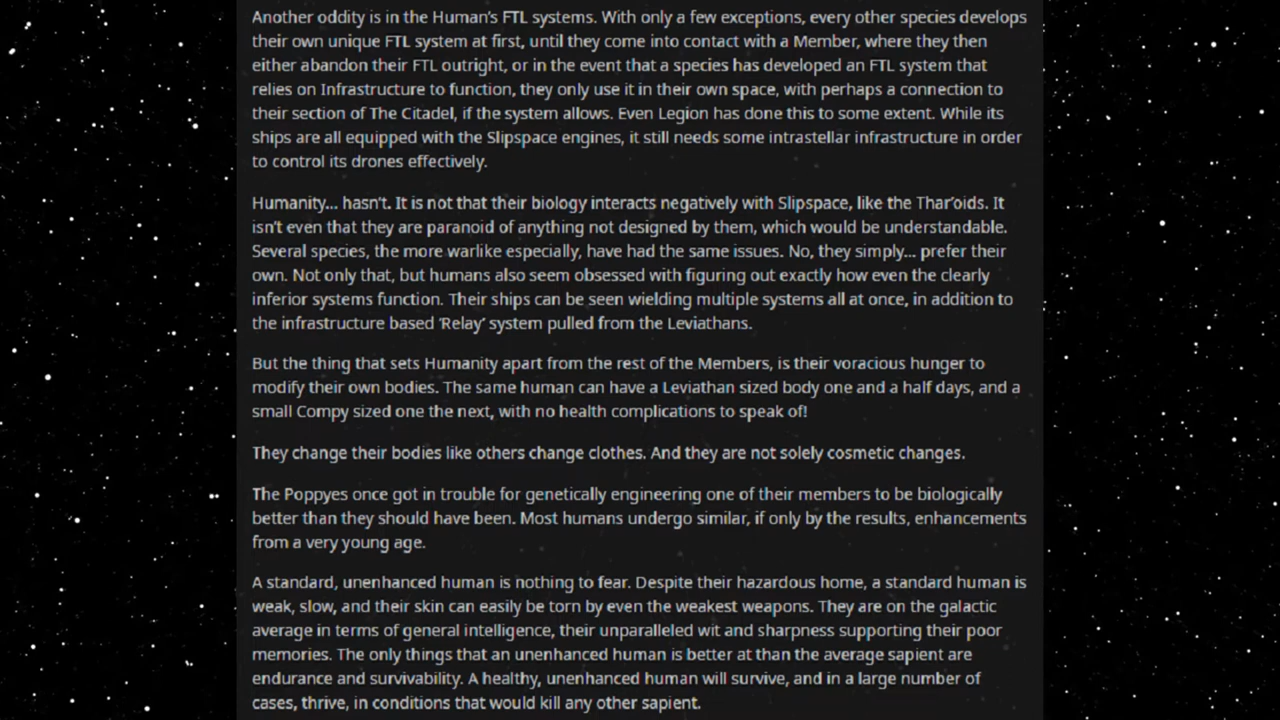 Another oddity is in the Human's FTL systems. With only a few exceptions, every other species develops
their own unique FTL system at first, until they come into contact with a Member, where they then
either abandon their FTL outright, or in the event that a species has developed an FTL system that
relies on Infrastructure to function, they only use it in their own space, with perhaps a connection to
their section of The Citadel, if the system allows. Even Legion has done this to some extent. While its
ships are all equipped with the Slipspace engines, it still needs some intrastellar infrastructure in order
to control its drones effectively.
Humanity... hasn't. It is not that their biology interacts negatively with Slipspace, like the Thar'oids. It
isn't even that they are paranoid of anything not designed by them, which would be understandable.
Several species, the more warlike especially, have had the same issues. No, they simply... prefer their
own. Not only that, but humans also seem obsessed with figuring out exactly how even the clearly
inferior systems function. Their ships can be seen wielding multiple systems all at once, in addition to
the infrastructure based 'Relay' system pulled from the Leviathans.
But the thing that sets Humanity apart from the rest of the Members, is their voracious hunger to
modify their own bodies. The same human can have a Leviathan sized body one and a half days, and a
small Compy sized one the next, with no health complications to speak of!
They change their bodies like others change clothes. And they are not solely cosmetic changes.
The Poppyes once got in trouble for genetically engineering one of their members to be biologically
better than they should have been. Most humans undergo similar, if only by the results, enhancements
from a very young age.
A standard, unenhanced human is nothing to fear. Despite their hazardous home, a standard human is
weak, slow, and their skin can easily be torn by even the weakest weapons. They are on the galactic
average in terms of general intelligence, their unparalleled wit and sharpness supporting their poor
memories. The only things that an unenhanced human is better at than the average sapient are
endurance and survivability. A healthy, unenhanced human will survive, and in a large number of
cases, thrive, in conditions that would kill any other sapient.